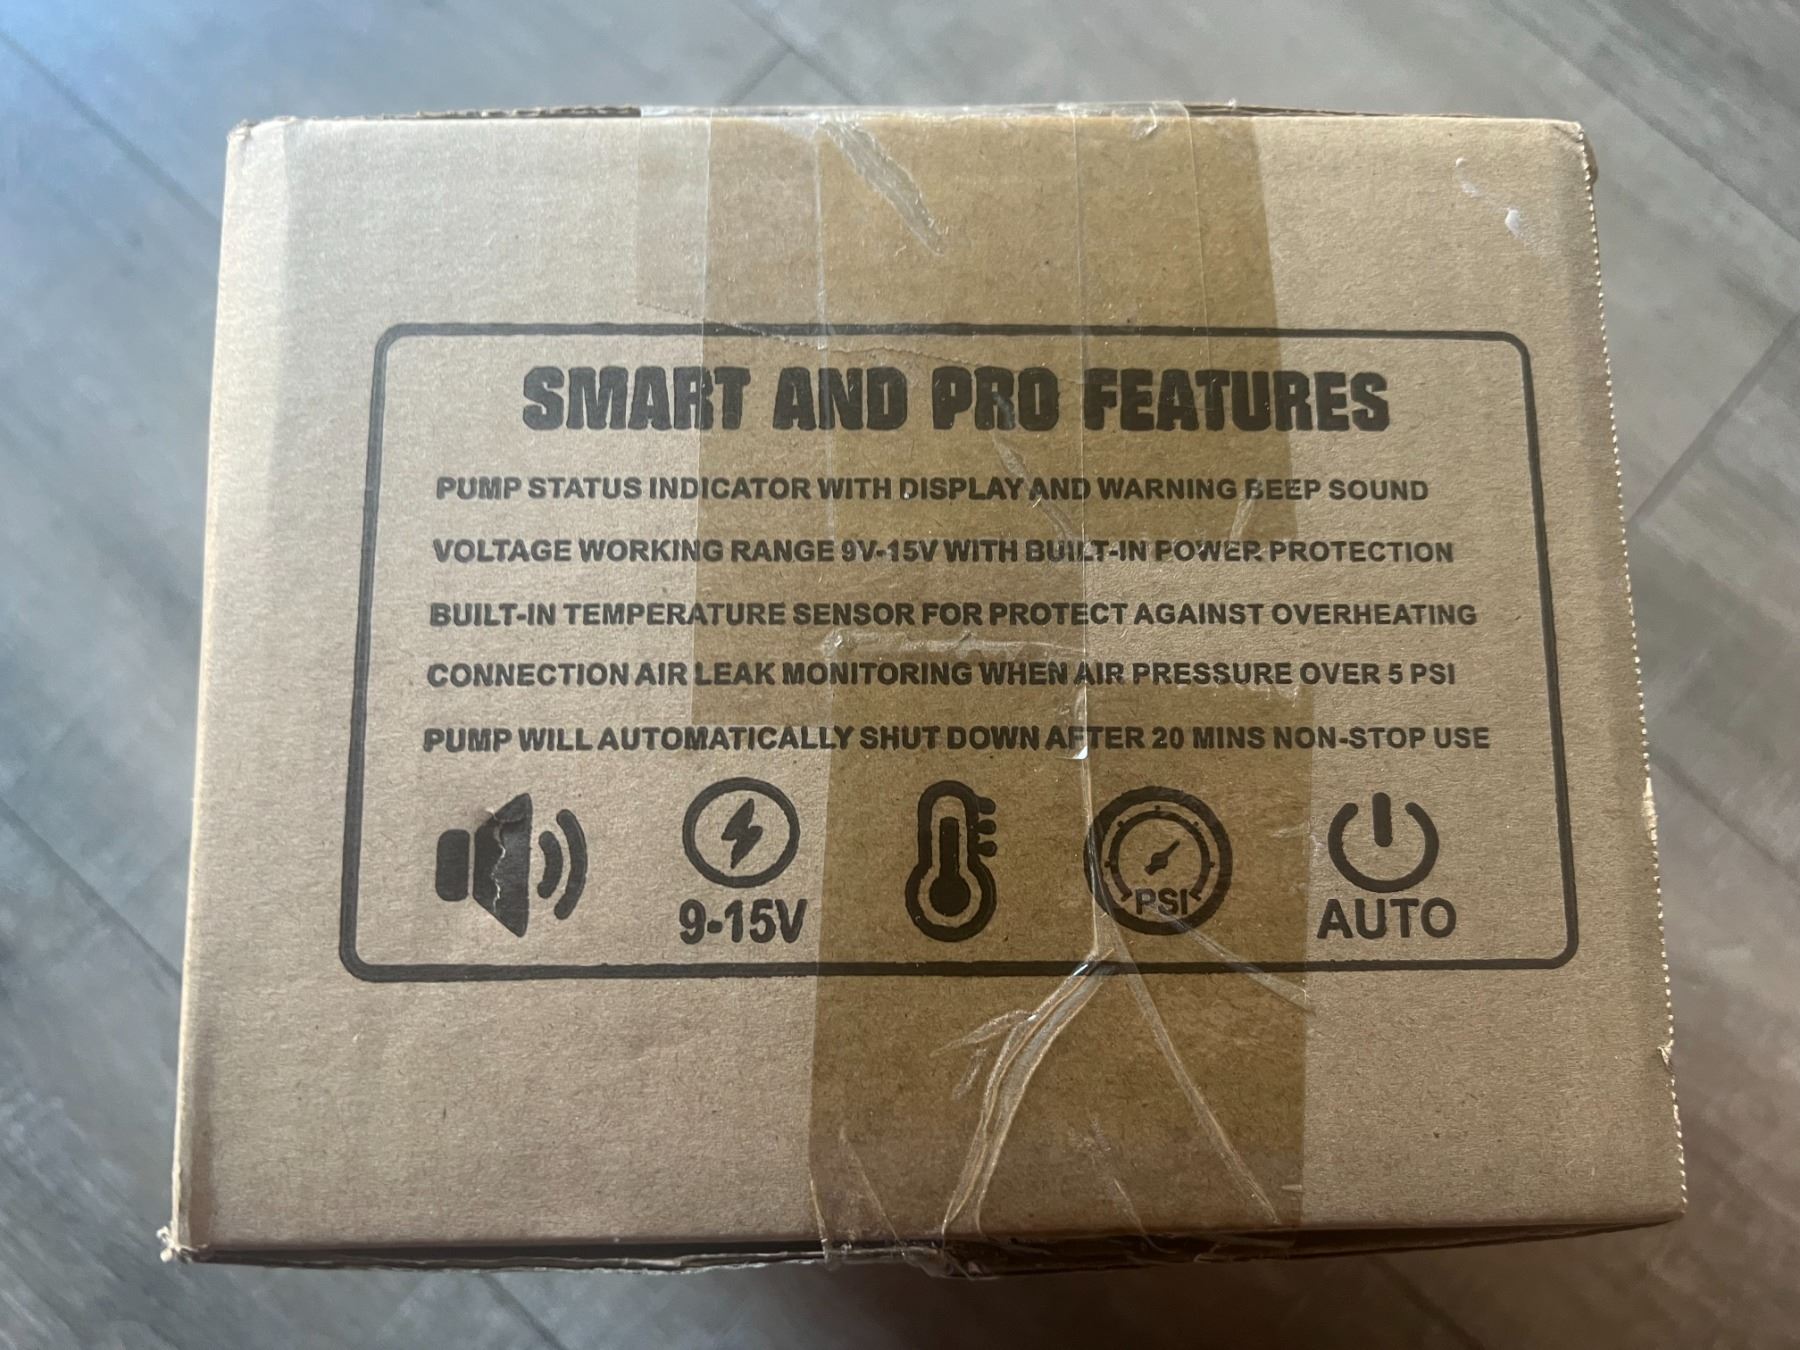 SMART AND PRO FEATURES
PUMP STATUS INDICATOR WITH DISPLAY AND WARNING BEEP SOUND
VOLTAGE WORKING RANGE 9V-15V WITH BUILT-IN POWER PROTECTION
BUILT-IN TEMPERATURE SENSOR FOR PROTECT AGAINST OVERHEATING
CONNECTION AIR LEAK MONITORING WHEN AIR PRESSURE OVER 5 PSI
PUMP WILL AUTOMATICALLY SHUT DOWN AFTER 20 MINS NON-STOP USE
9-15V
PSI
AUTO